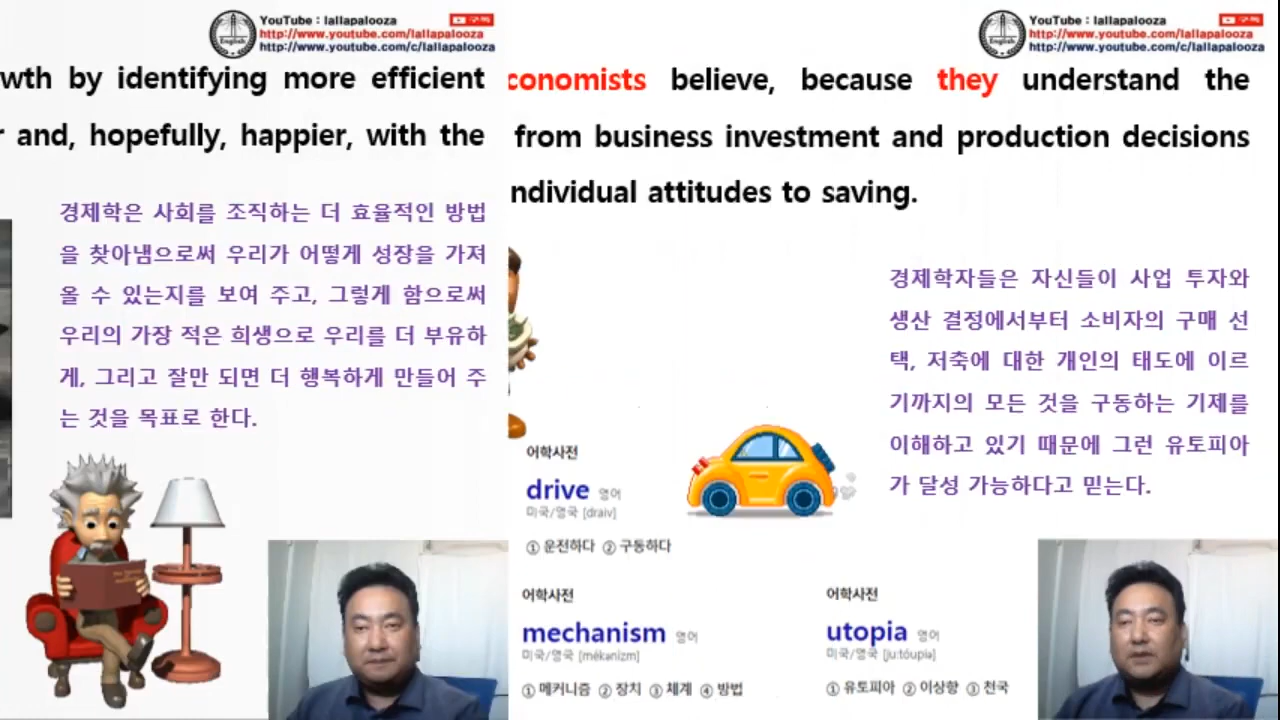 YouTube : lallapalooza
구독
http://www.youtube.com/lallapalooza
http://www.youtube.com/c/lallapalooza
English
wth by identifying more efficient
r and, hopefully, happier, with the
경제학은 사회를 조직하는 더 효율적인 방법
을 찾아냄으로써 우리가 어떻게 성장을 가져
올 수 있는지를 보여 주고, 그렇게 함으로써
우리의 가장 적은 희생으로 우리를 더 부유하
게, 그리고 잘만 되면 더 행복하게 만들어 주
는 것을 목표로 한다.
YouTube : lallapalooza
구독
http://www.youtube.com/lallapalooza
http://www.youtube.com/c/lallapalooza
English
conomists believe, because they understand the
from business investment and production decisions
ndividual attitudes to saving.
경제학자들은 자신들이 사업 투자와
생산 결정에서부터 소비자의 구매 선
택, 저축에 대한 개인의 태도에 이르
기까지의 모든 것을 구동하는 기제를
이해하고 있기 때문에 그런 유토피아
가 달성 가능하다고 믿는다.
어학사전
drive 영어
미국/영국 [draiv]
① 운전하다 ② 구동하다
어학사전
mechanism 영어
미국/영국 [mékənizm]
① 메커니즘 ② 장치 ③ 체계 ④ 방법
어학사전
utopia 영어
미국/영국 [ju:tóupiə]
① 유토피아 ② 이상향 ③ 천국